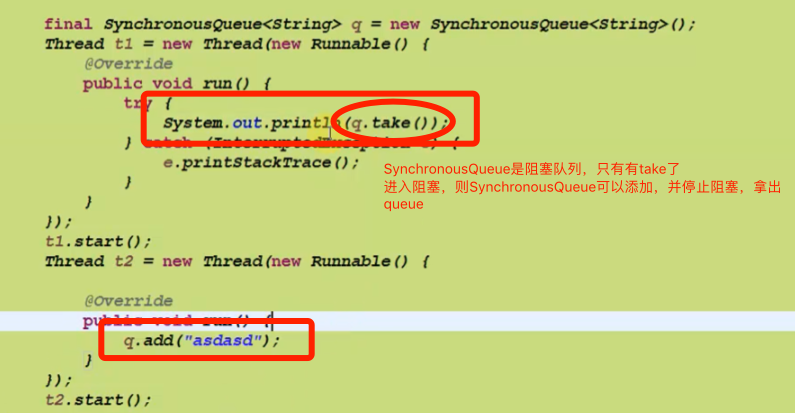 final SynchronousQueue<String> q = new SynchronousQueue<String>();
Thread t1 = new Thread(new Runnable() {
@Override
public void run() {
try {
System.out.println(q.take());
} catch (InterruptedException e) {
e.printStackTrace();
}
}
});
SynchronousQueue是阻塞队列，只有有take了
进入阻塞，则SynchronousQueue可以添加，并停止阻塞，拿出
queue
t1.start();
Thread t2 = new Thread(new Runnable() {
@Override
public void run() {
q.add("asdasd");
}
});
t2.start();